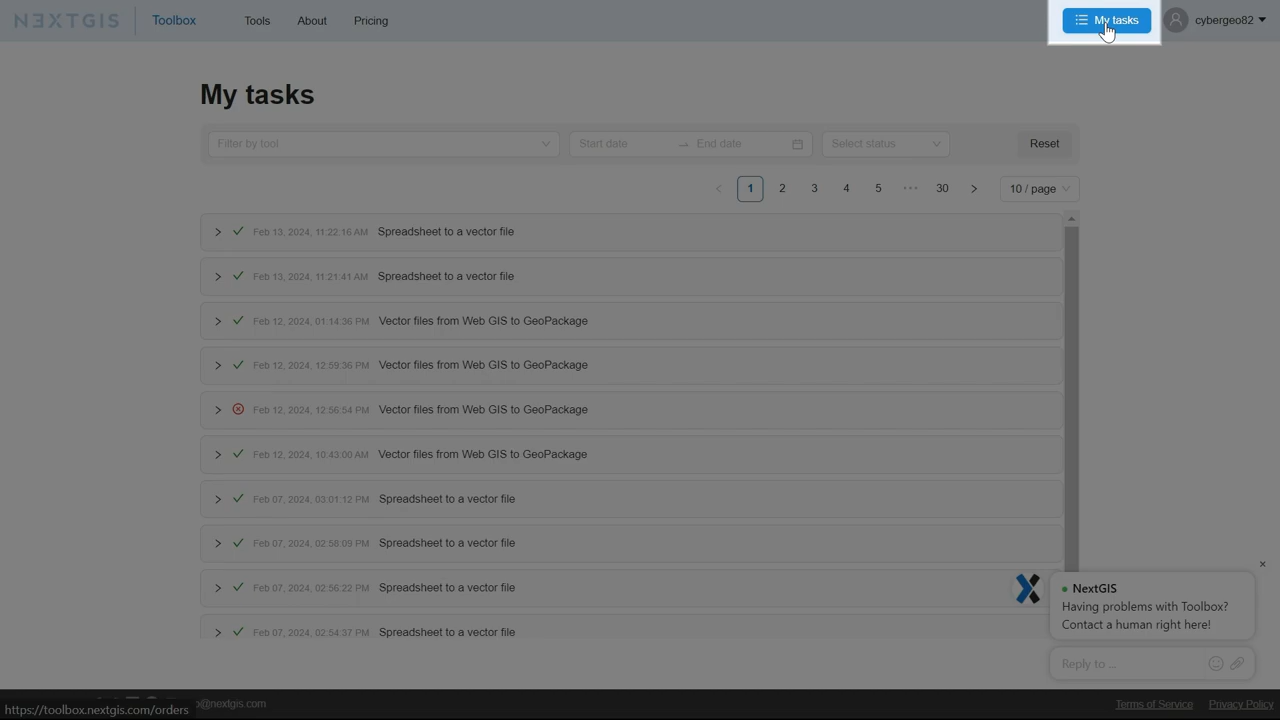 NEXTGIS Toolbox Tools About Pricing My tasks cybergeo82
My tasks
Filter by tool Start date End date Select status Reset
1 2 3 4 5 ••• 30 10 / page
Feb 13, 2024, 11:22:16 AM Spreadsheet to a vector file
Feb 13, 2024, 11:21:41 AM Spreadsheet to a vector file
Feb 12, 2024, 01:14:36 PM Vector files from Web GIS to GeoPackage
Feb 12, 2024, 12:59:36 PM Vector files from Web GIS to GeoPackage
Feb 12, 2024, 12:56:54 PM Vector files from Web GIS to GeoPackage
Feb 12, 2024, 10:43:00 AM Vector files from Web GIS to GeoPackage
Feb 07, 2024, 03:01:12 PM Spreadsheet to a vector file
Feb 07, 2024, 02:58:09 PM Spreadsheet to a vector file
Feb 07, 2024, 02:56:22 PM Spreadsheet to a vector file
Feb 07, 2024, 02:54:37 PM Spreadsheet to a vector file
NextGIS
Having problems with Toolbox?
Contact a human right here!
Reply to ...
https://toolbox.nextgis.com/orders o@nextgis.com Terms of Service Privacy Policy